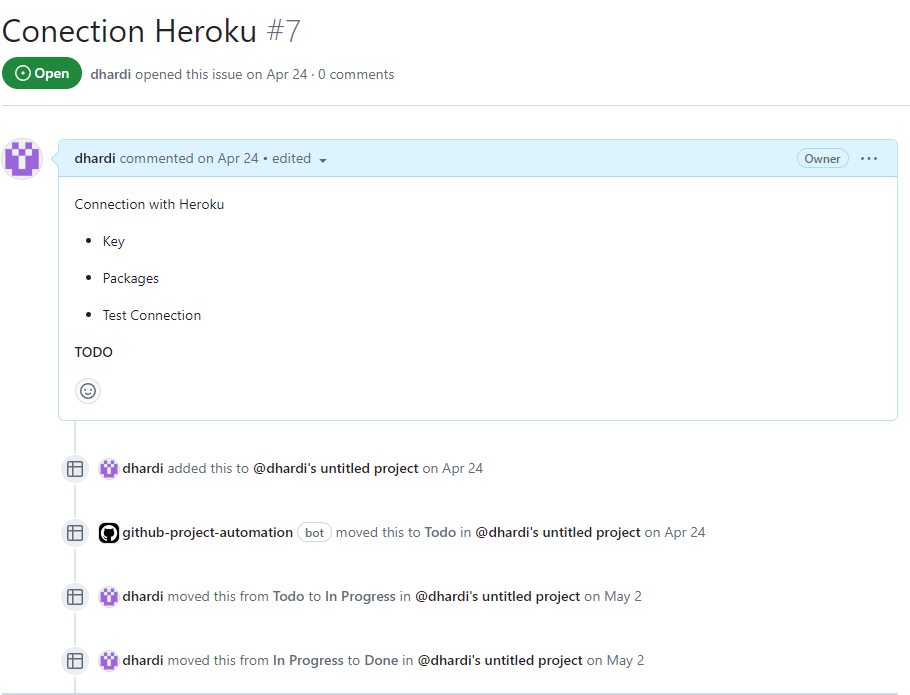 Conection Heroku #7
Open dhardi opened this issue on Apr 24 · 0 comments
dhardi commented on Apr 24 • edited Owner
Connection with Heroku
• Key
• Packages
• Test Connection
TODO
dhardi added this to @dhardi's untitled project on Apr 24
github-project-automation bot moved this to Todo in @dhardi's untitled project on Apr 24
dhardi moved this from Todo to In Progress in @dhardi's untitled project on May 2
dhardi moved this from In Progress to Done in @dhardi's untitled project on May 2